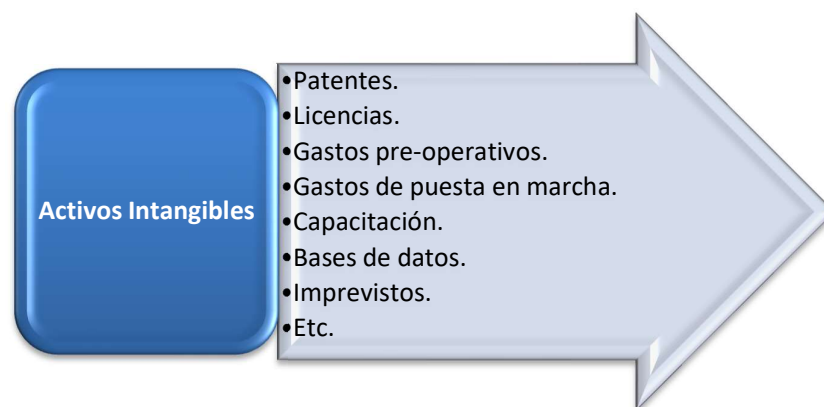 Activos Intangibles
•Patentes.
•Licencias.
•Gastos pre-operativos.
•Gastos de puesta en marcha.
•Capacitación.
•Bases de datos.
•Imprevistos.
•Etc.